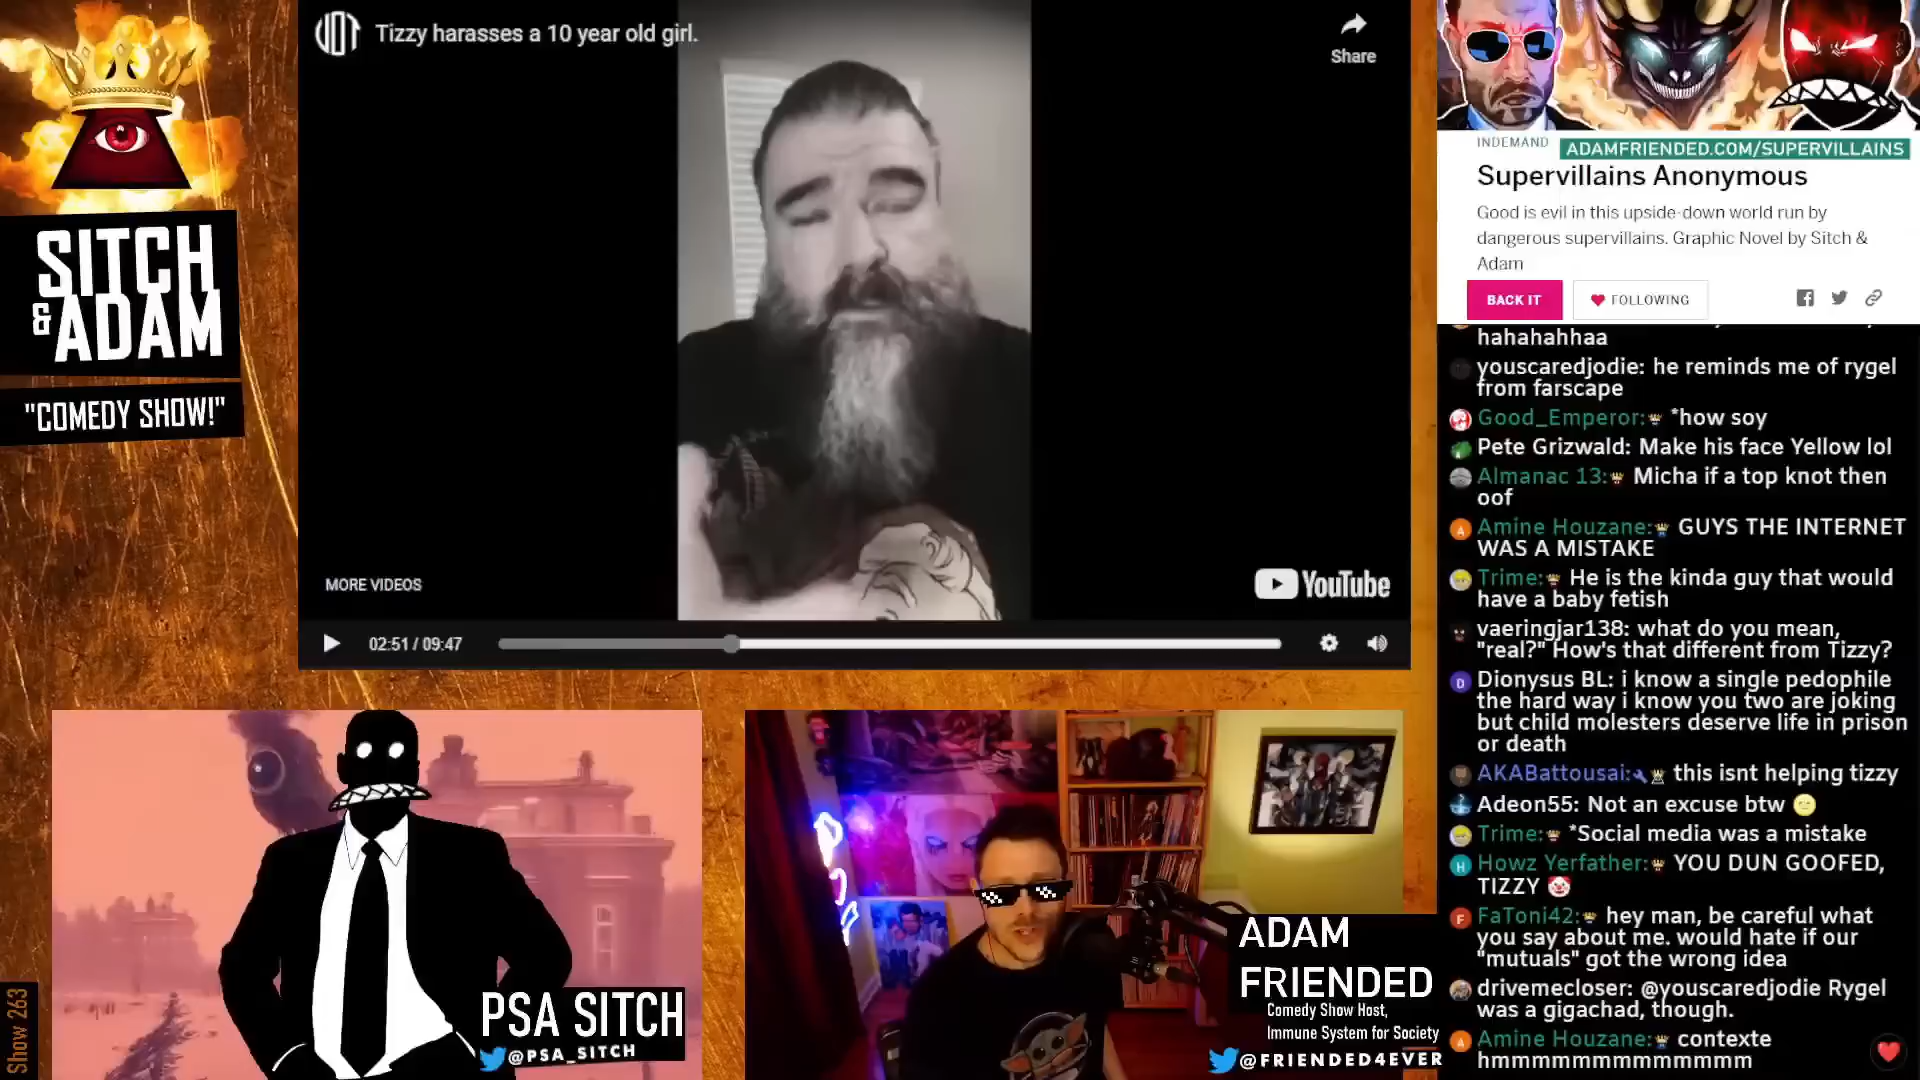 Tizzy harasses a 10 year old girl.
Share
MORE VIDEOS
YouTube
02:51 / 09:47
SITCH
& ADAM
"COMEDY SHOW!"
Show 263
PSA SITCH
@PSA_SITCH
ADAM
FRIENDED
Comedy Show Host,
Immune System for Society
@FRIENDED4EVER
INDEMAND
ADAMFRIENDED.COM/SUPERVILLAINS
Supervillains Anonymous
Good is evil in this upside-down world run by
dangerous supervillains. Graphic Novel by Sitch &
Adam
BACK IT
FOLLOWING
hahahahhaa
youscaredjodie: he reminds me of rygel
from farscape
Good_Emperor: *how soy
Pete Grizwald: Make his face Yellow lol
Almanac 13: Micha if a top knot then
oof
Amine Houzane: GUYS THE INTERNET
WAS A MISTAKE
Trime: He is the kinda guy that would
have a baby fetish
vaeringjar138: what do you mean,
"real?" How's that different from Tizzy?
Dionysus BL: i know a single pedophile
the hard way i know you two are joking
but child molesters deserve life in prison
or death
AKABattousai: this isnt helping tizzy
Adeon55: Not an excuse btw
Trime: *Social media was a mistake
Howz Yerfather: YOU DUN GOOFED,
TIZZY
FaToni42: hey man, be careful what
you say about me. would hate if our
"mutuals" got the wrong idea
drivemecloser: @youscaredjodie Rygel
was a gigachad, though.
Amine Houzane: contexte
hmmmmmmmmmmmmm